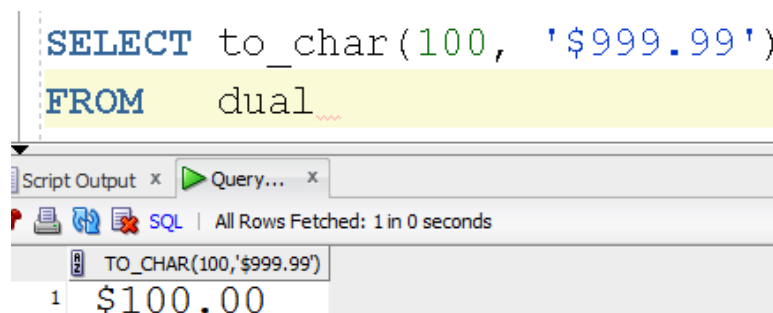 SELECT to_char(100, '$999.99')
FROM dual
Script Output x Query... x
SQL | All Rows Fetched: 1 in 0 seconds
TO_CHAR(100,'$999.99')
1 $100.00